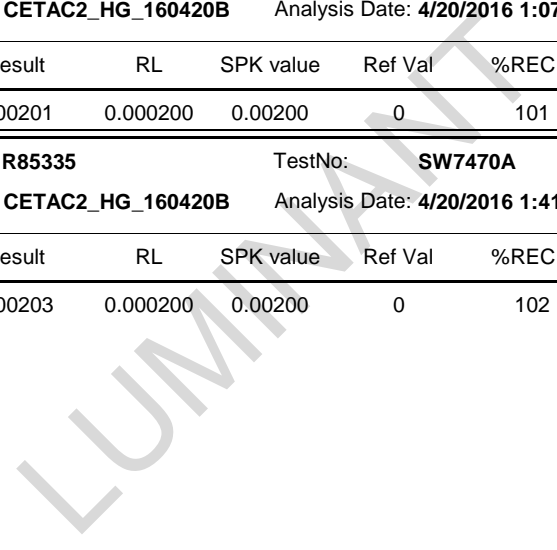 CETAC2_HG_160420B Analysis Date: 4/20/2016 1:07
esult RL SPK value Ref Val %REC
00201 0.000200 0.00200 0 101
R85335 TestNo: SW7470A
CETAC2_HG_160420B Analysis Date: 4/20/2016 1:41
esult RL SPK value Ref Val %REC
00203 0.000200 0.00200 0 102
LUMINANT